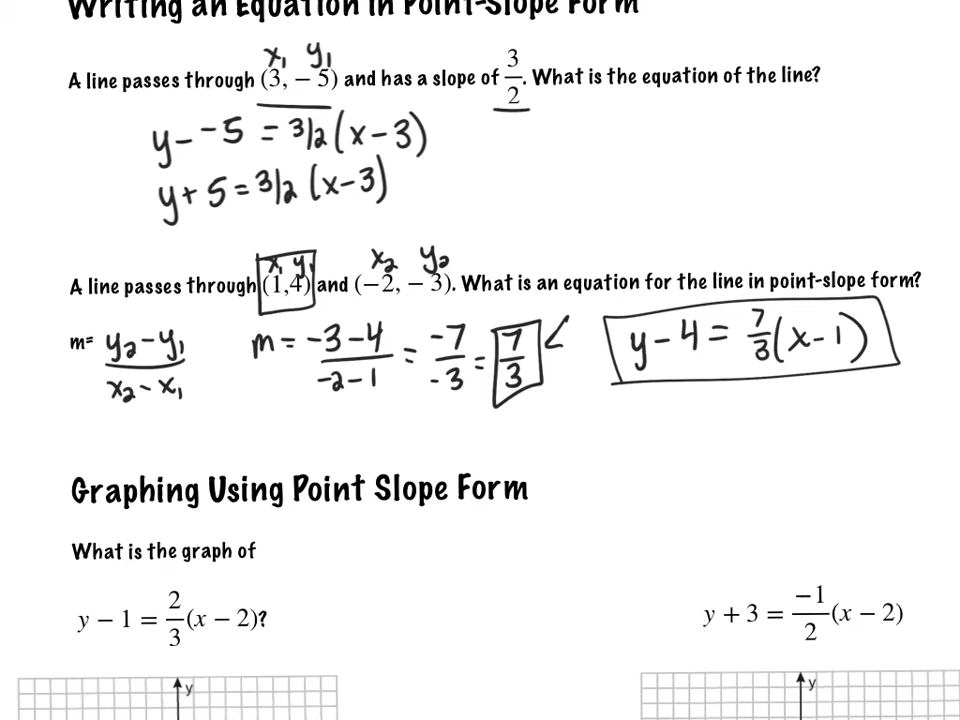 Writing an Equation in Point-Slope Form
x₁ y₁
A line passes through (3, − 5) and has a slope of 3/2. What is the equation of the line?
y - -5 = 3/2 (x-3)
y + 5 = 3/2 (x-3)
x₁ y₁ x₂ y₂
A line passes through (1,4) and (−2, − 3). What is an equation for the line in point-slope form?
m= y₂-y₁/x₂-x₁ m = -3-4/-2-1 = -7/-3 = 7/3 y-4 = 7/3(x-1)
Graphing Using Point Slope Form
What is the graph of
y − 1 = 2/3(x − 2)? y + 3 = −1/2(x − 2)
y y